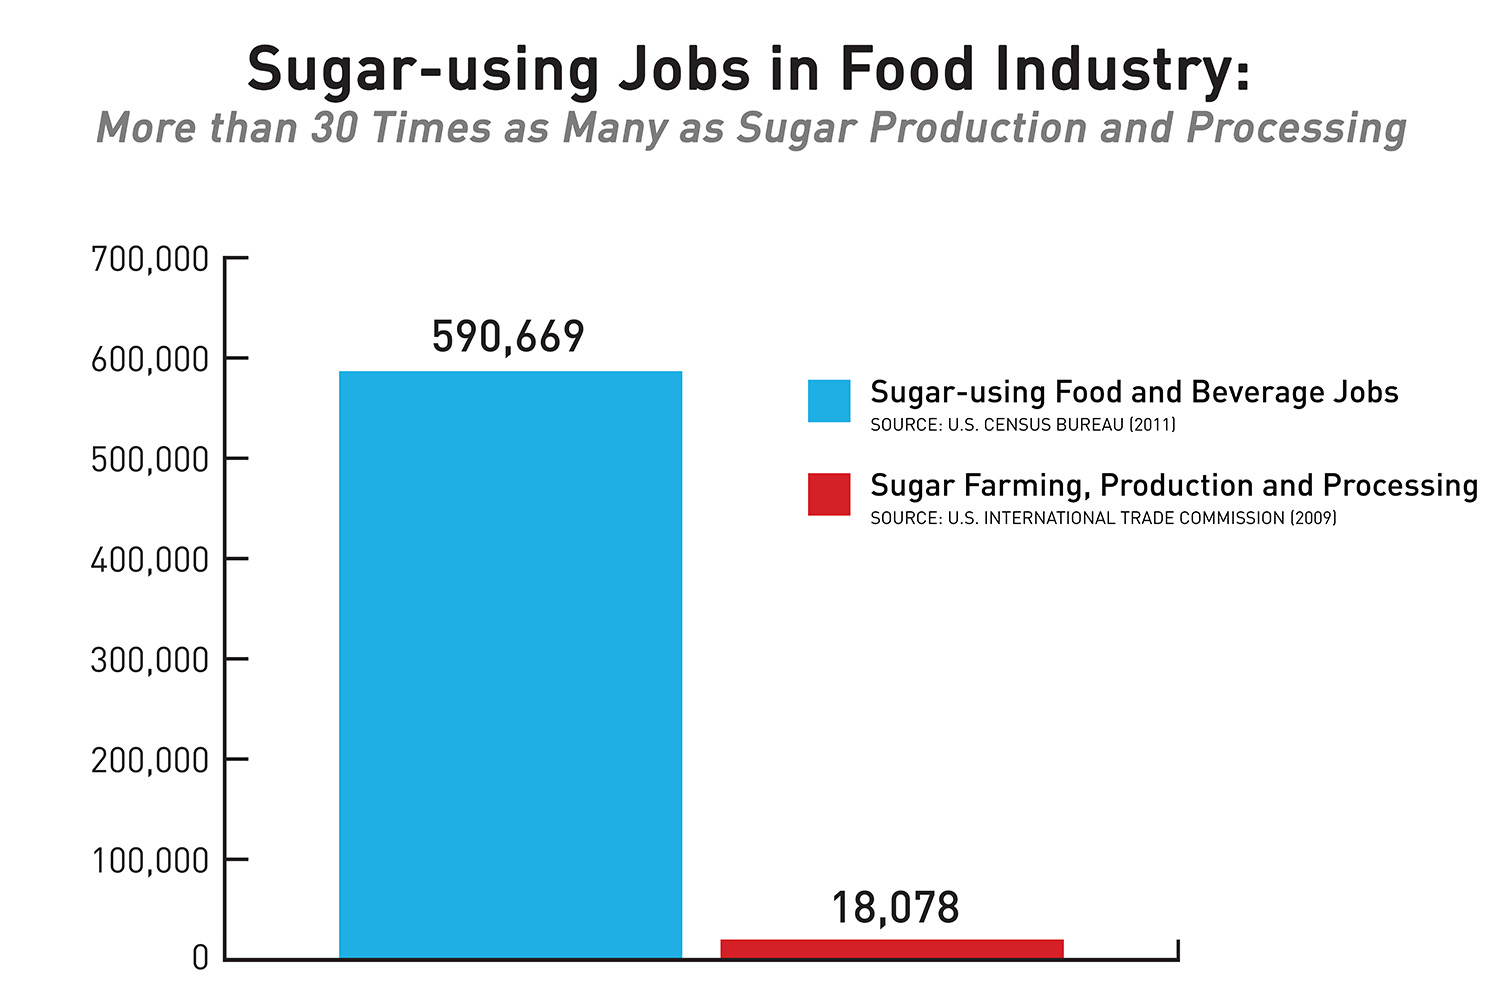 Sugar-using Jobs in Food Industry:
More than 30 Times as Many as Sugar Production and Processing
700,000
600,000
500,000
400,000
300,000
200,000
100,000
0
590,669
18,078
Sugar-using Food and Beverage Jobs
SOURCE: U.S. CENSUS BUREAU (2011)
Sugar Farming, Production and Processing
SOURCE: U.S. INTERNATIONAL TRADE COMMISSION (2009)